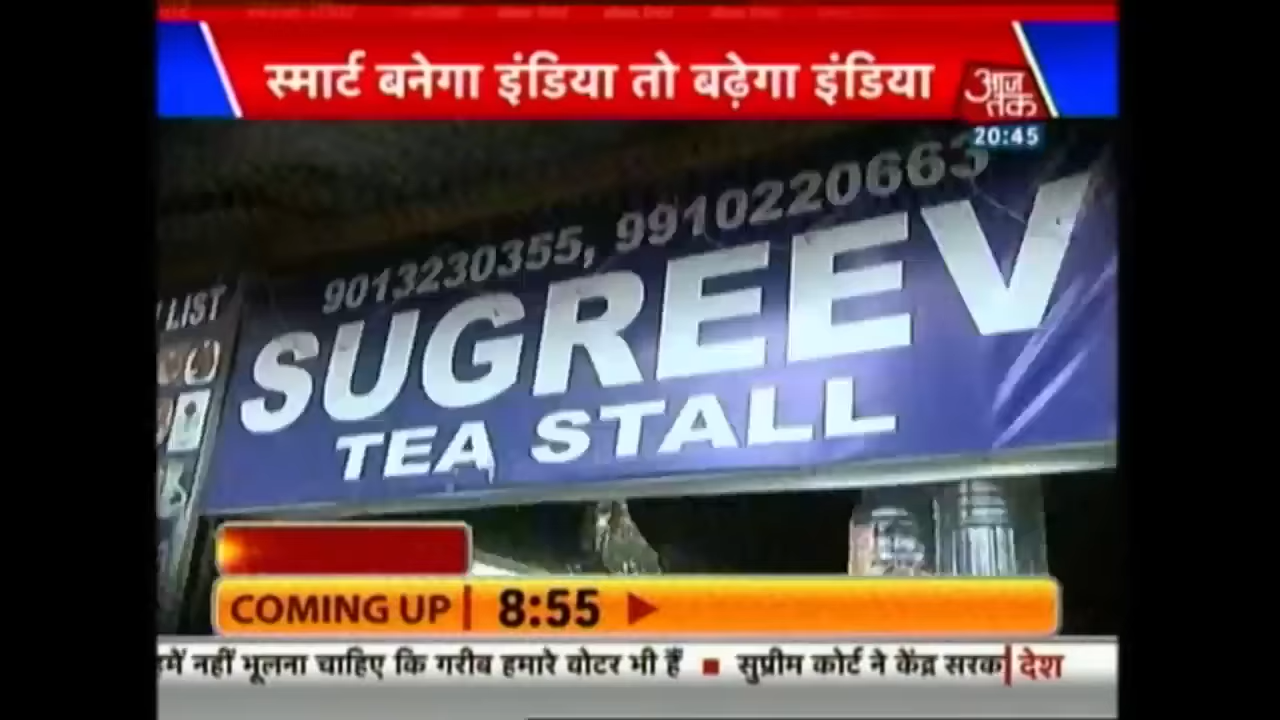 स्मार्ट बनेगा इंडिया तो बढ़ेगा इंडिया
आज तक
20:45
9013230355, 9910220663
LIST
SUGREEV
TEA STALL
COMING UP 8:55
हमें नहीं भूलना चाहिए कि गरीब हमारे वोटर भी हैं ■ सुप्रीम कोर्ट ने केंद्र सरक देश